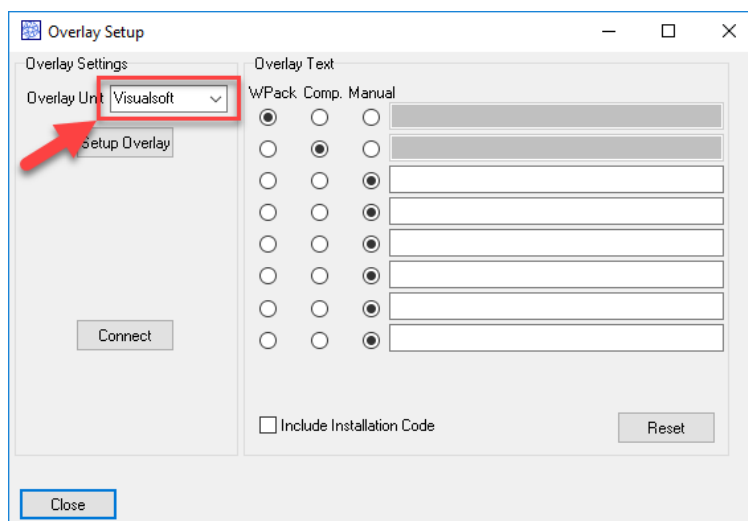 Overlay Setup
Overlay Settings
Overlay Unit Visualsoft
Setup Overlay
Connect
Overlay Text
WPack Comp. Manual
Include Installation Code
Reset
Close